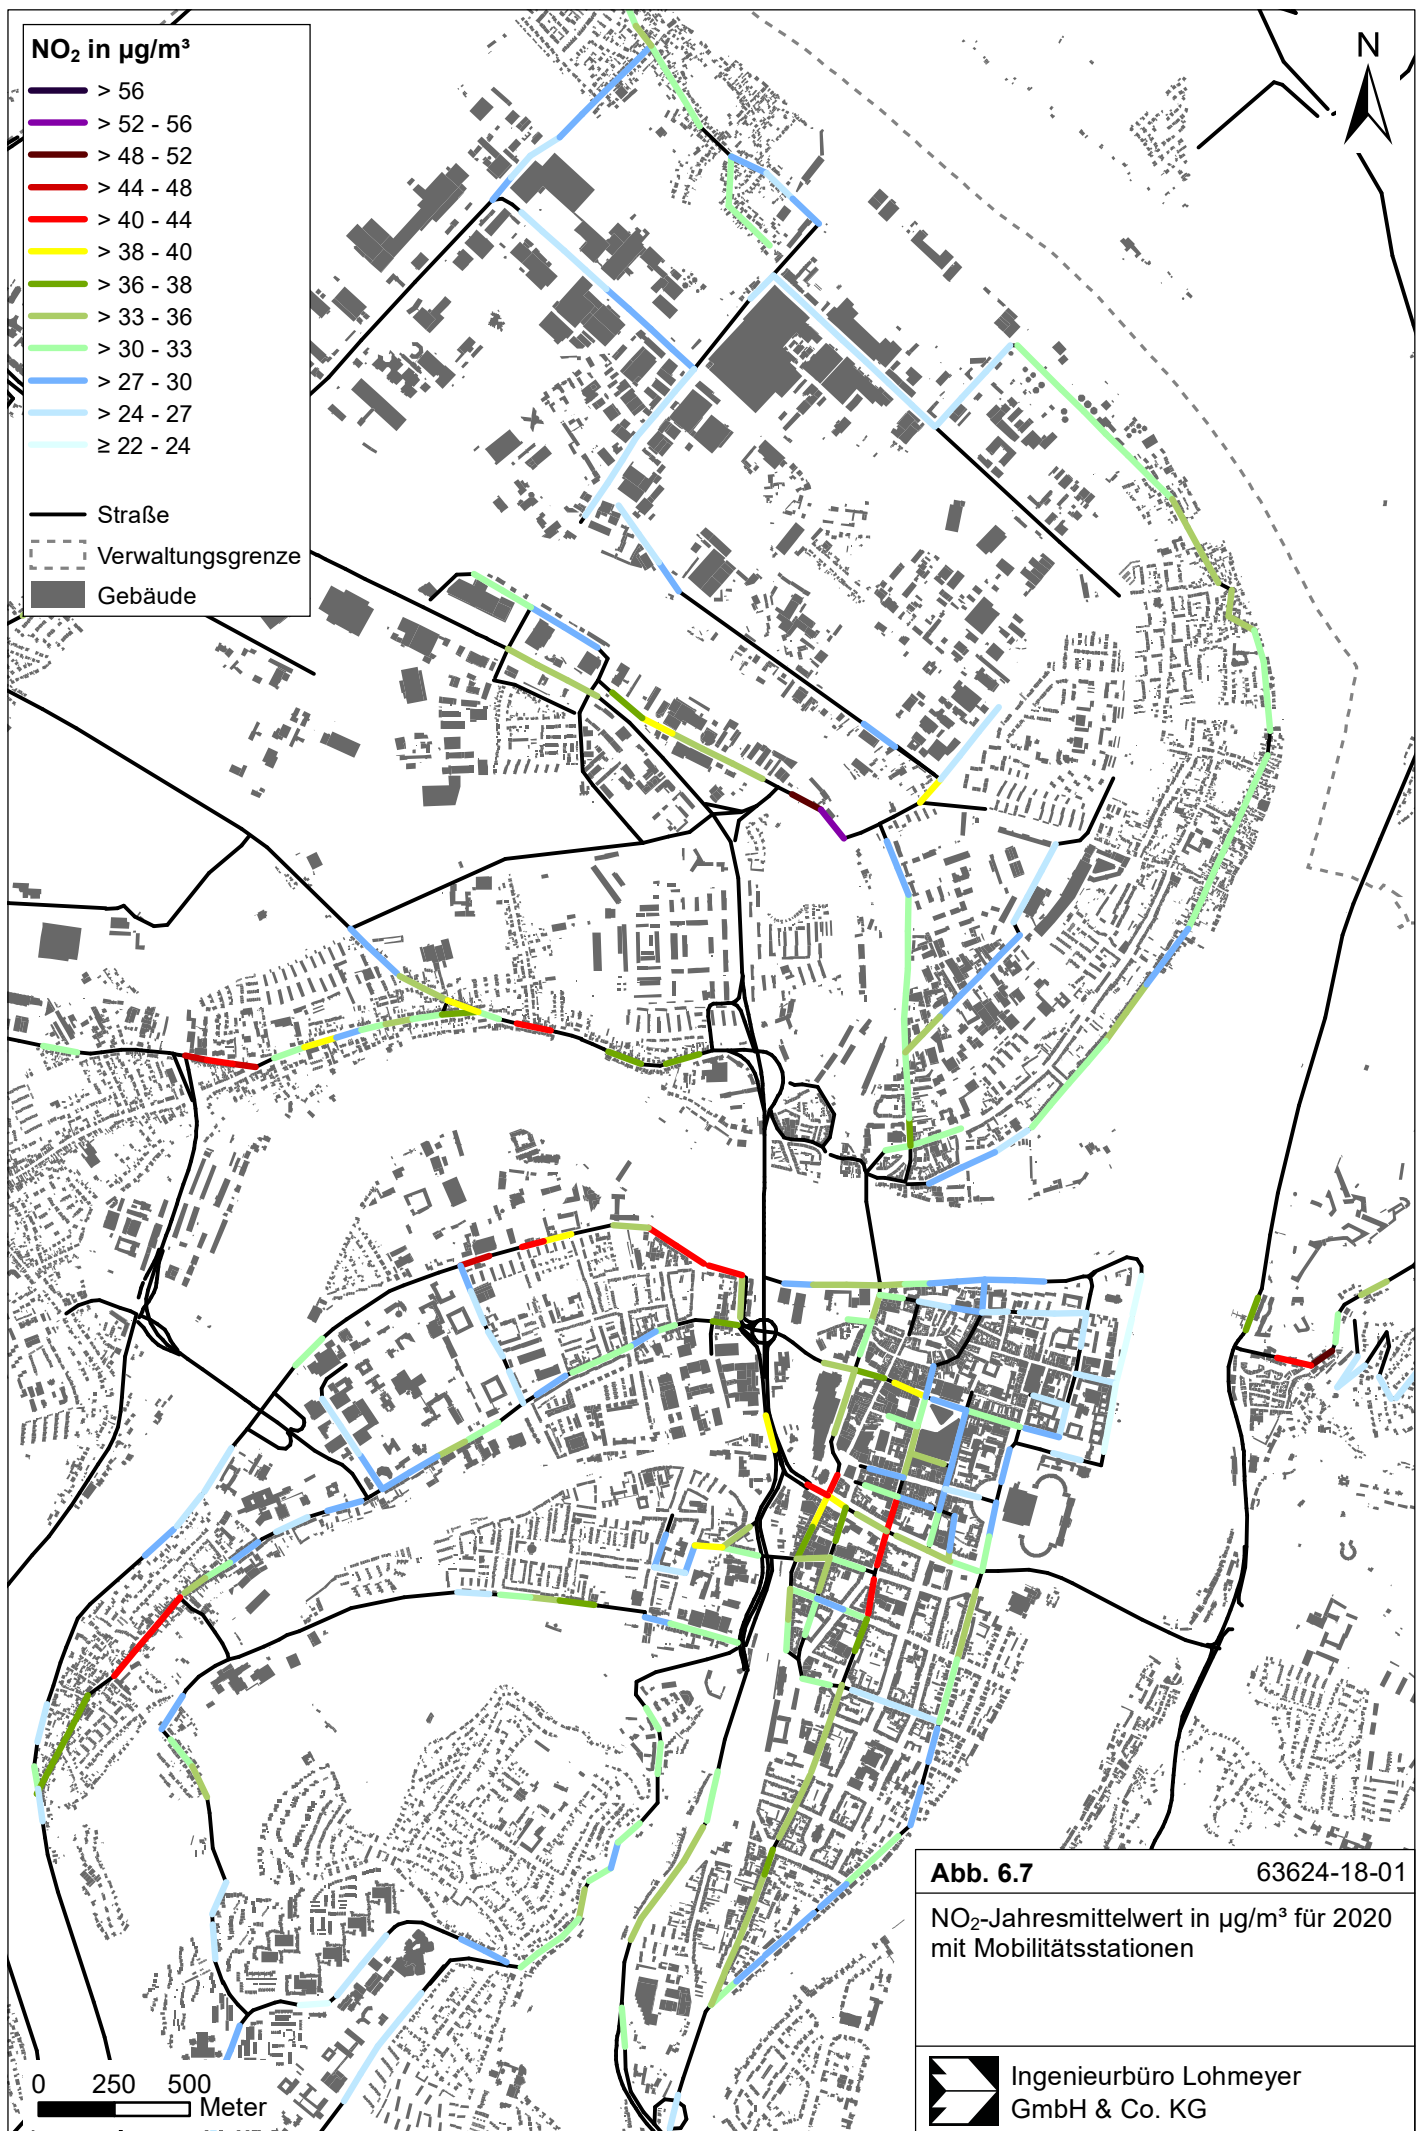 NO₂ in µg/m³
> 56
> 52 - 56
> 48 - 52
> 44 - 48
> 40 - 44
> 38 - 40
> 36 - 38
> 33 - 36
> 30 - 33
> 27 - 30
> 24 - 27
≥ 22 - 24
Straße
Verwaltungsgrenze
Gebäude
N
0 250 500
Meter
Abb. 6.7 63624-18-01
NO₂-Jahresmittelwert in µg/m³ für 2020
mit Mobilitätsstationen
Ingenieurbüro Lohmeyer
GmbH & Co. KG